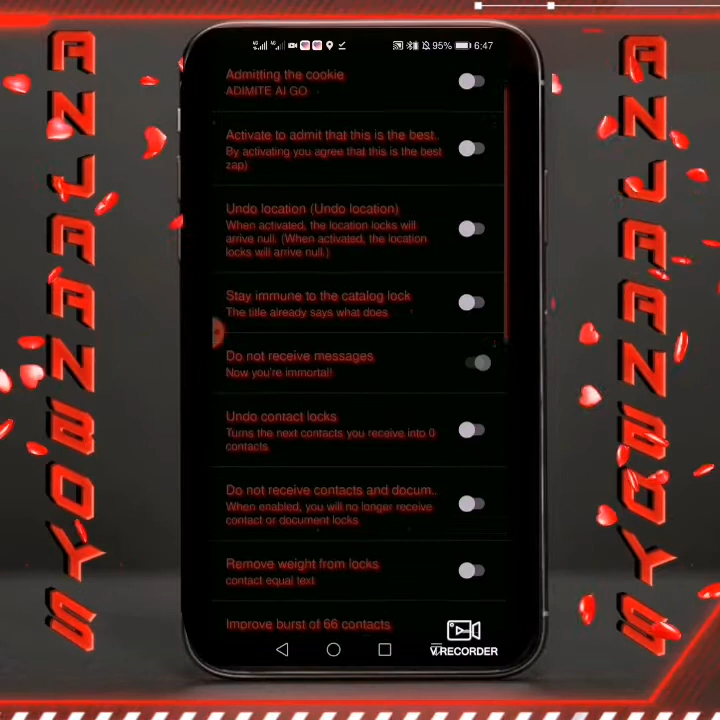 ANJAANBOYS
95% 6:47
Admitting the cookie
ADIMITE AI GO
Activate to admit that this is the best..
By activating you agree that this is the best
zap)
Undo location (Undo location)
When activated, the location locks will
arrive null. (When activated, the location
locks will arrive null.)
Stay immune to the catalog lock
The title already says what does
Do not receive messages
Now you're immortal!
Undo contact locks
Turns the next contacts you receive into 0
contacts
Do not receive contacts and docum..
When enabled, you will no longer receive
contact or document locks
Remove weight from locks
contact equal text
Improve burst of 66 contacts
VRECORDER
ANJAANBOYS